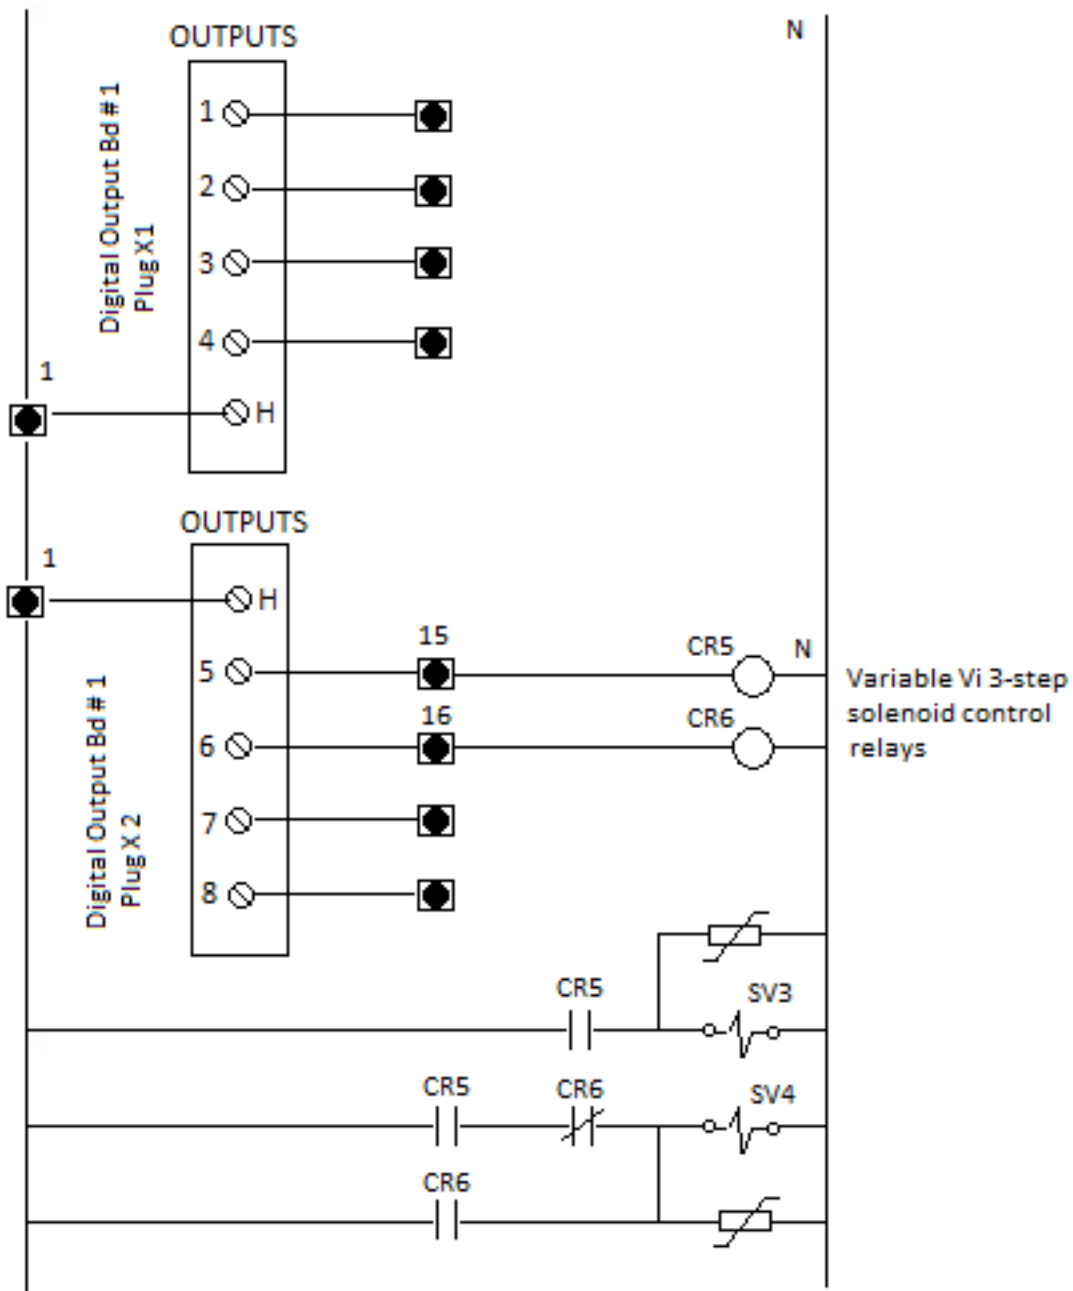 OUTPUTS
N
Digital Output Bd # 1
Plug X1
1
2
3
4
H
1
OUTPUTS
1
H
Digital Output Bd # 1
Plug X 2
5
6
7
8
15
16
CR5
N
CR6
Variable Vi 3-step
solenoid control
relays
CR5
SV3
CR5
CR6
SV4
CR6